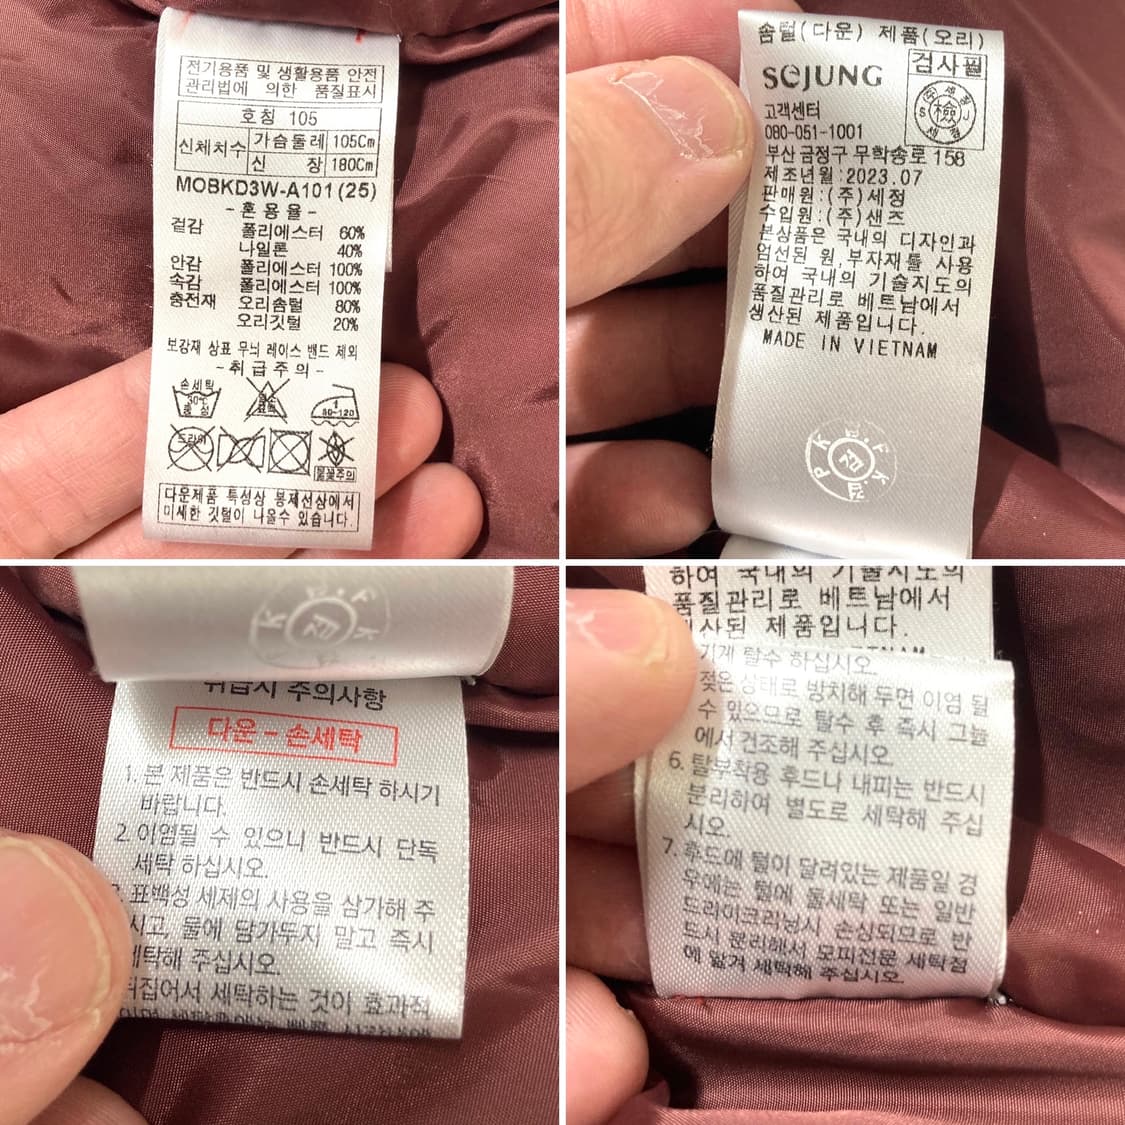 전기용품 및 생활용품 안전
관리법에 의한 품질표시
호칭 105
신체치수 가슴둘레 105Cm
신 장 180Cm
MOBKD3W-A101(25)
-혼용율-
겉감 폴리에스터 60%
나일론 40%
안감 폴리에스터 100%
속감 폴리에스터 100%
충전재 오리솜털 80%
오리깃털 20%
보강재 상표 무늬 레이스 밴드 제외
-취급주의-
손세탁
30℃
중성
염소
표백
1
80-120
드라이
불꽃주의
다운제품 특성상 봉제선상에서
미세한 깃털이 나올수 있습니다.
솜털(다운) 제품(오리)
SeJUNG
검사필
(주)세정
S 檢 J
세정
고객센터
080-051-1001
부산 금정구 무학송로 158
제조년월:2023.07
판매원:(주)세정
수입원:(주)샌즈
본상품은 국내의 디자인과
엄선된 원,부자재를 사용
하여 국내의 기술지도의
품질관리로 베트남에서
생산된 제품입니다.
MADE IN VIETNAM
P K F K
검
취급시 주의사항
다운 - 손세탁
1. 본 제품은 반드시 손세탁 하시기
바랍니다.
2. 이염될 수 있으니 반드시 단독
세탁 하십시오.
3. 표백성 세제의 사용을 삼가해 주
시고, 물에 담가두지 말고 즉시
세탁해 주십시오.
뒤집어서 세탁하는 것이 효과적
하여 국내의 기술지도의
품질관리로 베트남에서
생산된 제품입니다.
기계 탈수 하십시오.
젖은 상태로 방치해 두면 이염 될
수 있으므로 탈수 후 즉시 그늘
에서 건조해 주십시오.
6. 탈부착용 후드나 내피는 반드시
분리하여 별도로 세탁해 주십
시오.
7. 후드에 털이 달려있는 제품일 경
우에는 털에 물세탁 또는 일반
드라이크리닝시 손상되므로 반
드시 분리해서 모피전문 세탁점
에 맡겨 세탁해 주십시오.